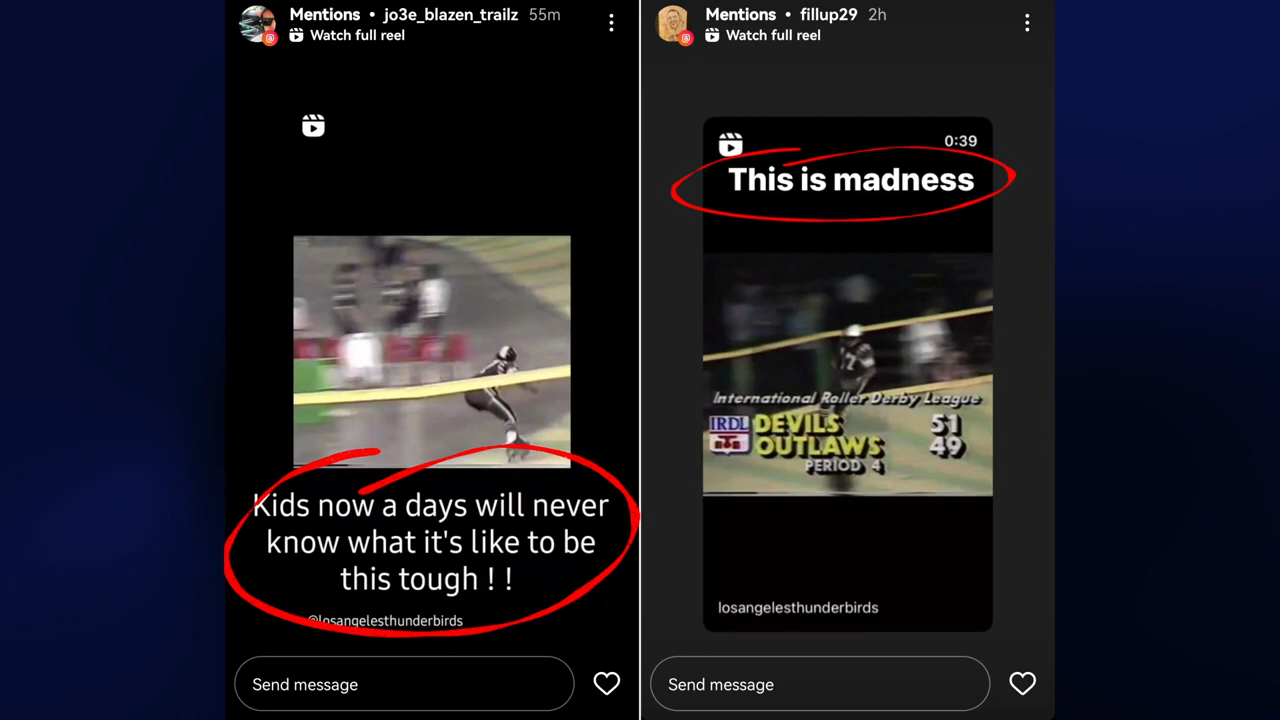 Mentions • jo3e_blazen_trailz 55m
Watch full reel
Kids now a days will never
know what it's like to be
this tough ! !
@losangelesthunderbirds
Send message
Mentions • fillup29 2h
Watch full reel
0:39
This is madness
77
International Roller Derby League
IRDL
DEVILS 51
OUTLAWS 49
PERIOD 4
losangelesthunderbirds
Send message